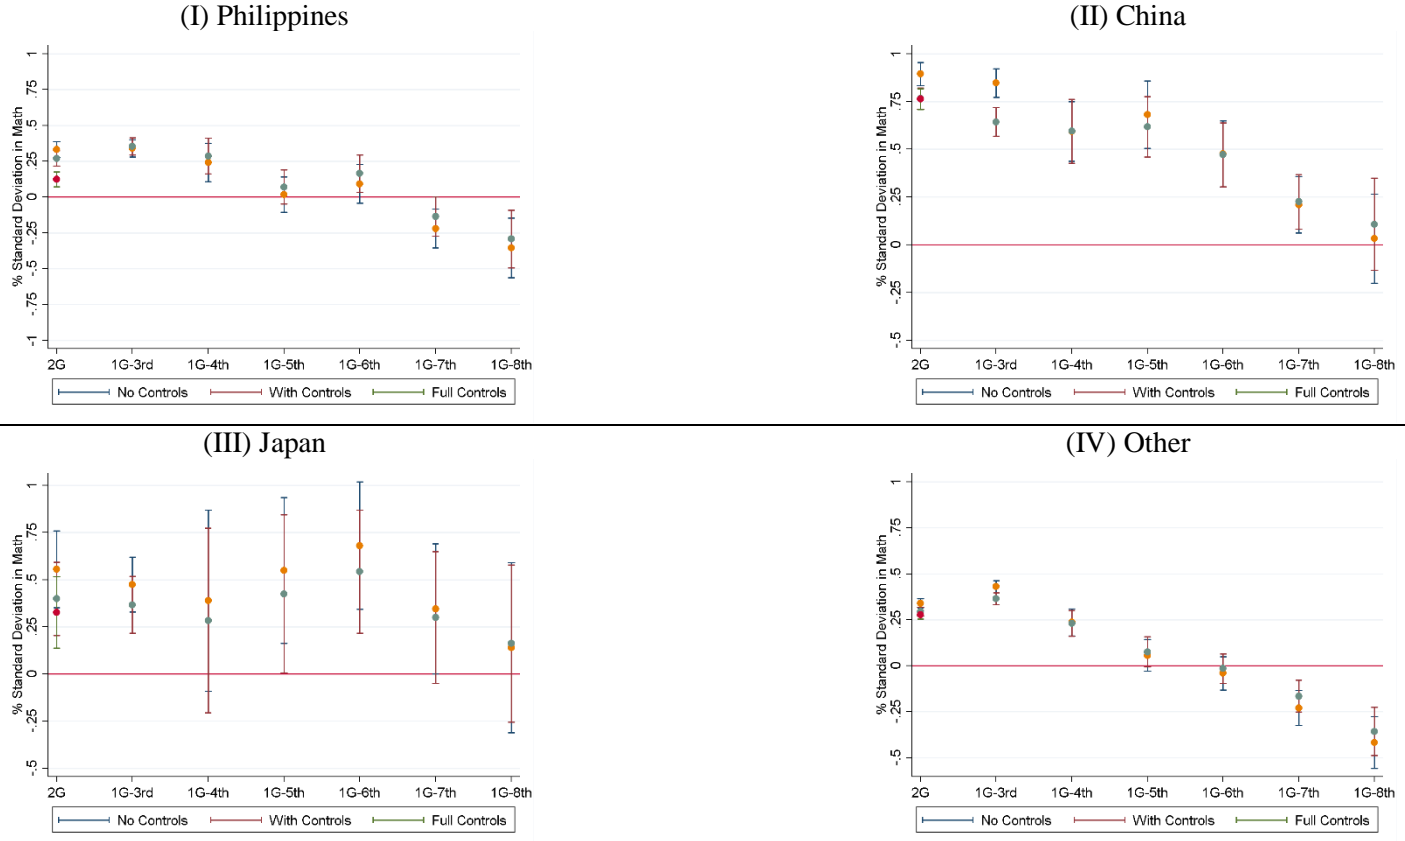 (I) Philippines
% Standard Deviation in Math
1
.75
.5
.25
0
-.25
-.5
-.75
-1
2G 1G-3rd 1G-4th 1G-5th 1G-6th 1G-7th 1G-8th
No Controls With Controls Full Controls
(II) China
% Standard Deviation in Math
1
.75
.5
.25
0
-.25
-.5
2G 1G-3rd 1G-4th 1G-5th 1G-6th 1G-7th 1G-8th
No Controls With Controls Full Controls
(III) Japan
% Standard Deviation in Math
1
.75
.5
.25
0
-.25
-.5
2G 1G-3rd 1G-4th 1G-5th 1G-6th 1G-7th 1G-8th
No Controls With Controls Full Controls
(IV) Other
% Standard Deviation in Math
1
.75
.5
.25
0
-.25
-.5
2G 1G-3rd 1G-4th 1G-5th 1G-6th 1G-7th 1G-8th
No Controls With Controls Full Controls